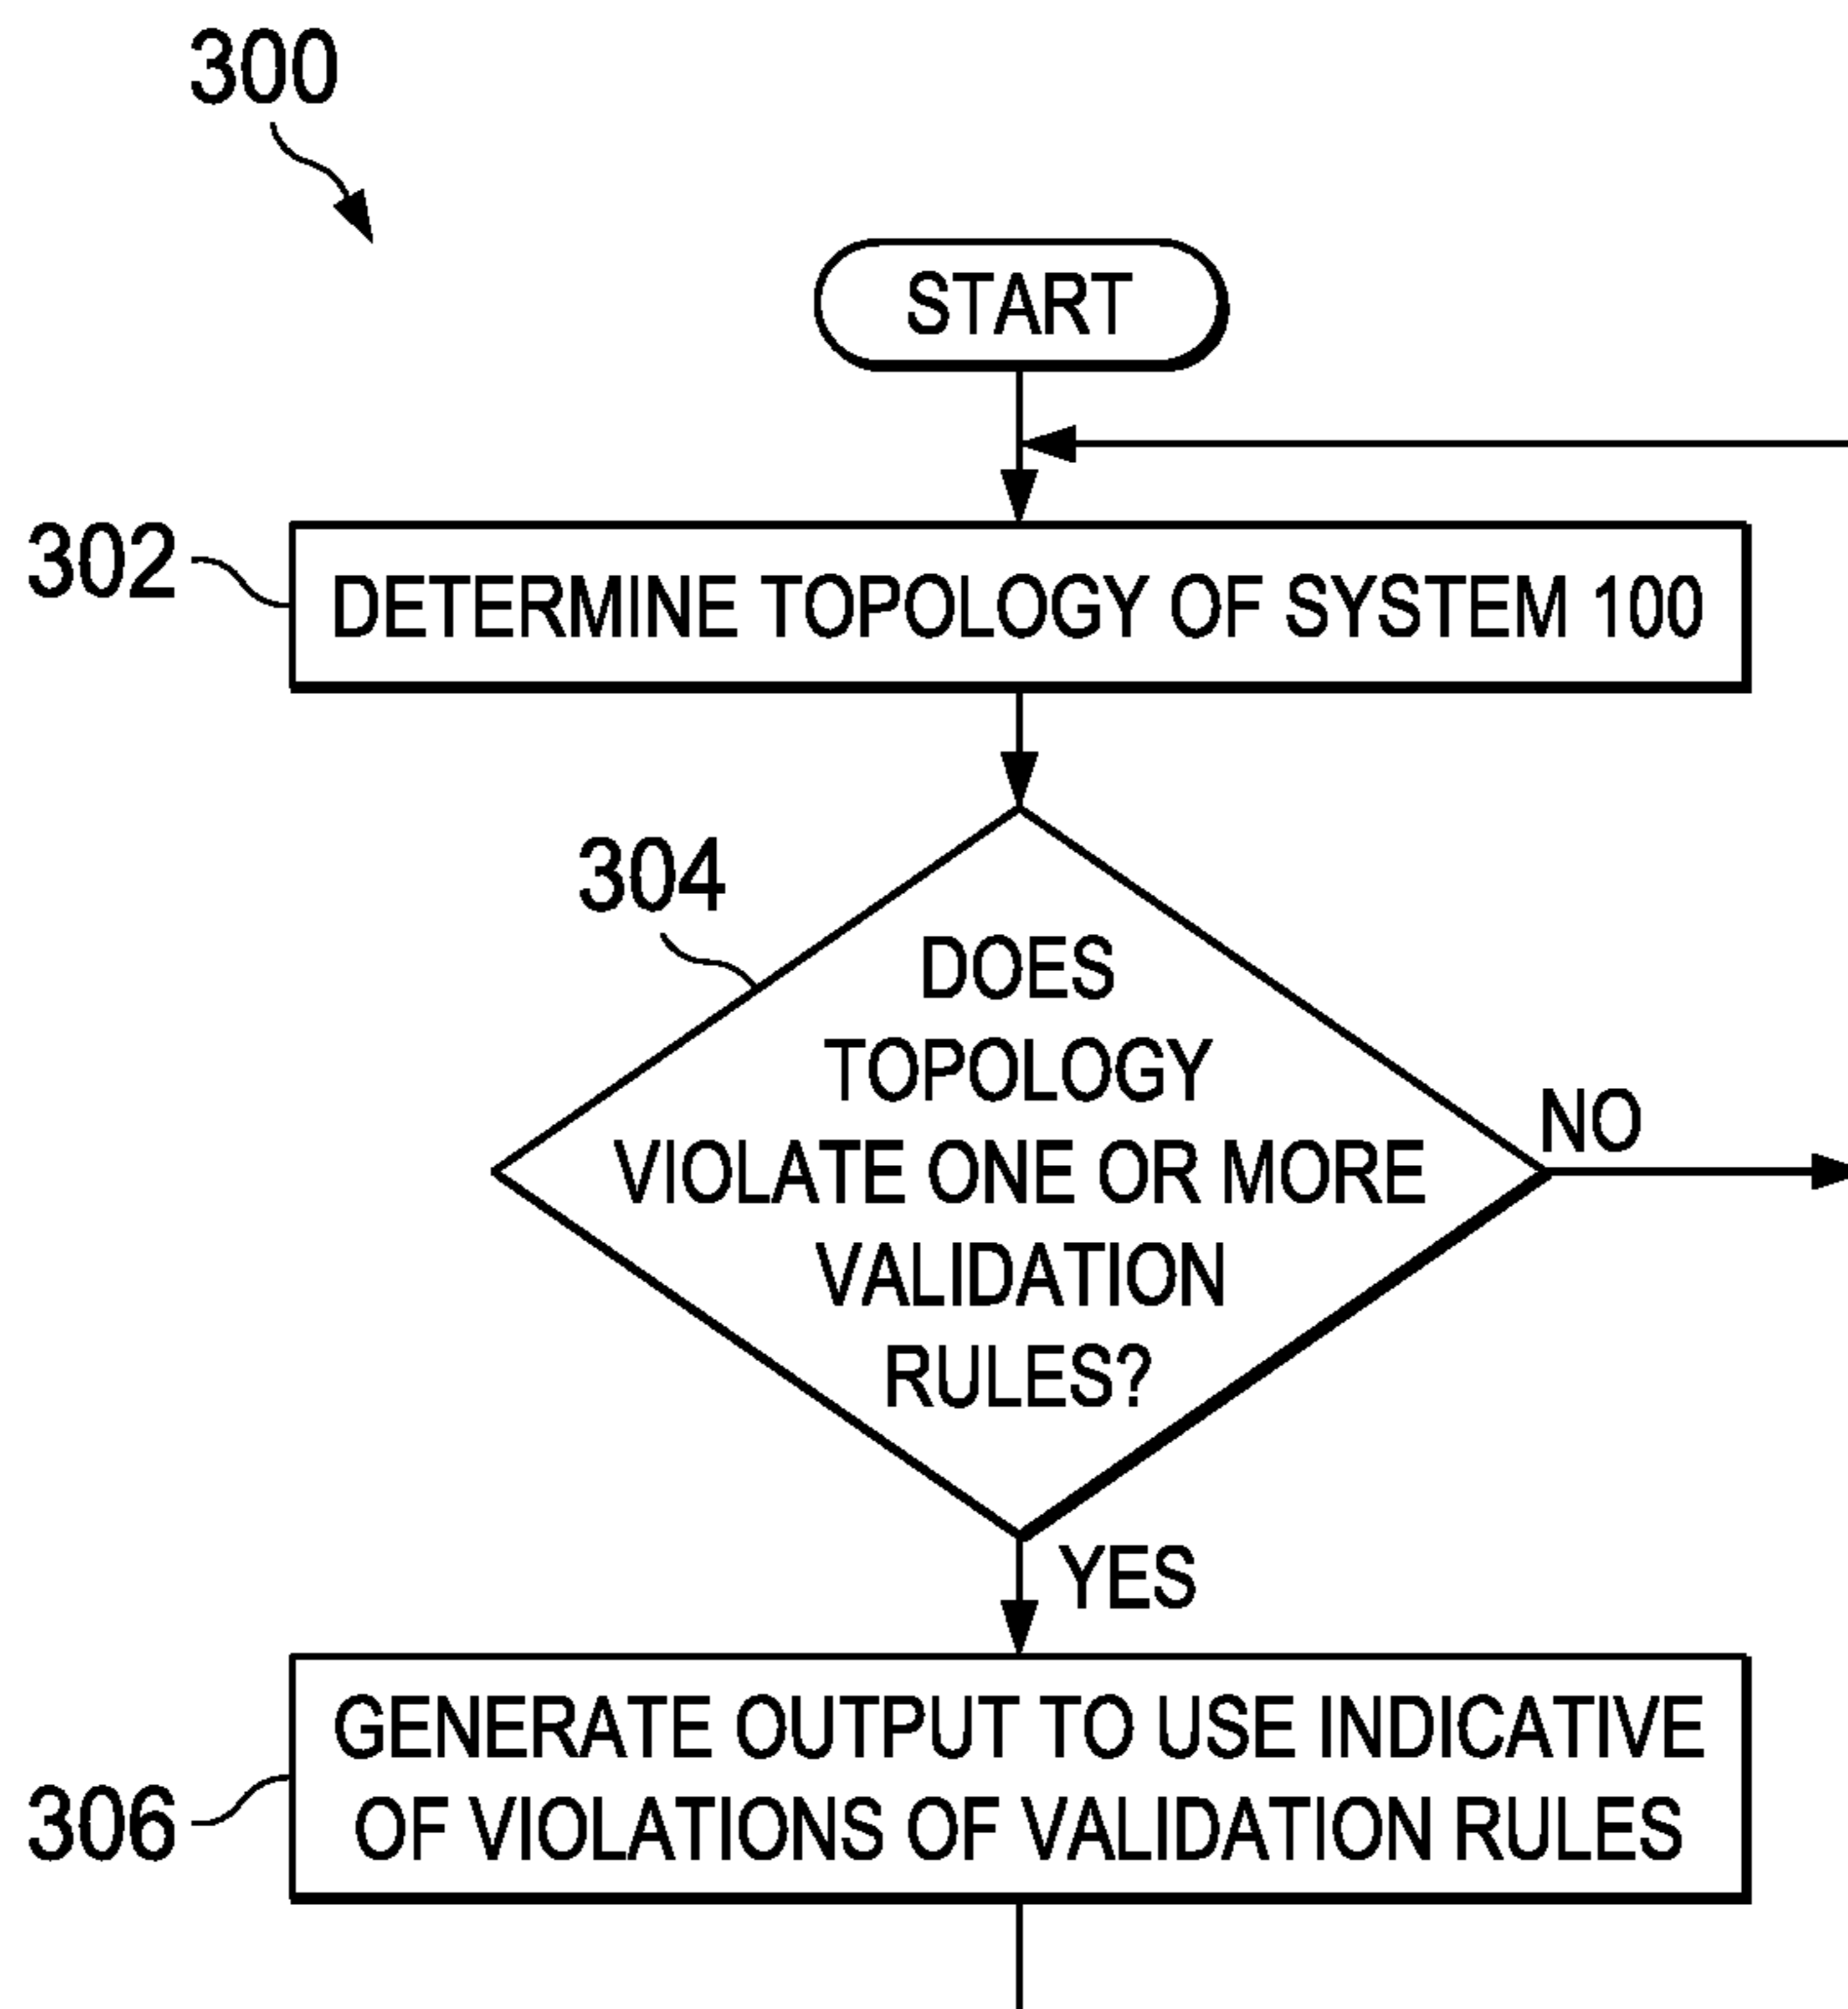 300
START
302
DETERMINE TOPOLOGY OF SYSTEM 100
304
DOES
TOPOLOGY
VIOLATE ONE OR MORE
VALIDATION
RULES?
NO
YES
GENERATE OUTPUT TO USE INDICATIVE
OF VIOLATIONS OF VALIDATION RULES
306